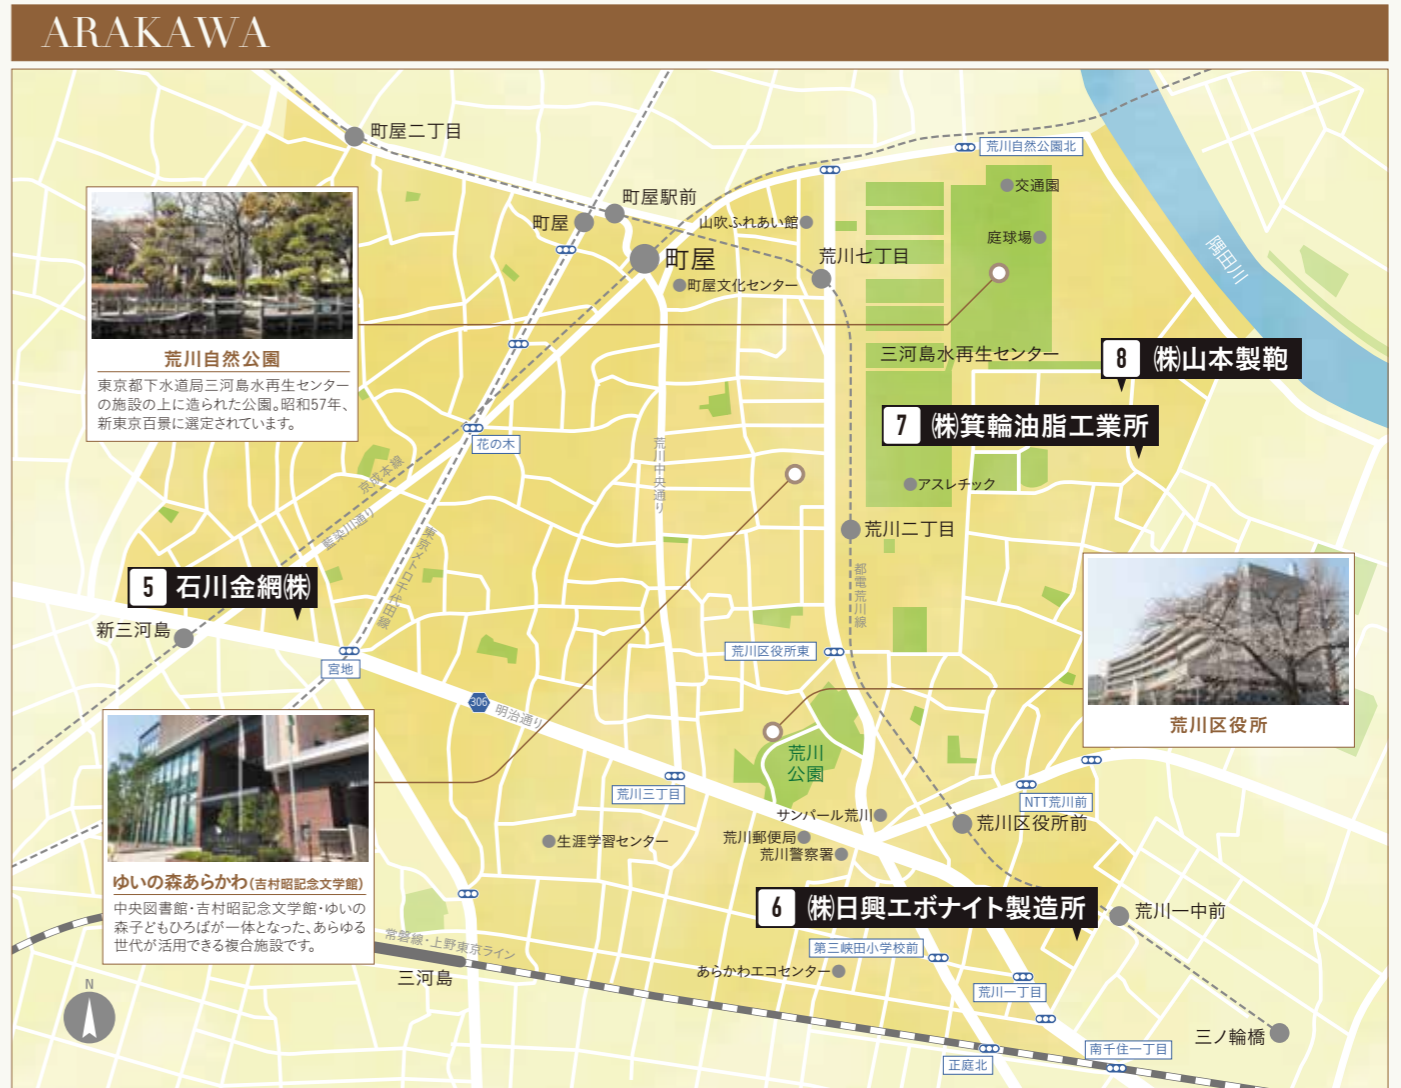 ARAKAWA
町屋二丁目
荒川自然公園北
交通園
町屋駅前
町屋
山吹ふれあい館
庭球場
隅田川
町屋
荒川七丁目
町屋文化センター
荒川自然公園
東京都下水道局三河島水再生センター
の施設の上に造られた公園。昭和57年、
新東京百景に選定されています。
三河島水再生センター
8 ㈱山本製鞄
7 ㈱箕輪油脂工業所
花の木
荒川中央通り
京成本線
藍染川通り
東京メトロ千代田線
アスレチック
荒川二丁目
都電荒川線
5 石川金網㈱
新三河島
宮地
306
明治通り
荒川区役所東
荒川区役所
荒川
公園
荒川三丁目
NTT荒川前
サンパール荒川
荒川区役所前
荒川郵便局
荒川警察署
生涯学習センター
ゆいの森あらかわ(吉村昭記念文学館)
中央図書館・吉村昭記念文学館・ゆいの
森子どもひろばが一体となった、あらゆる
世代が活用できる複合施設です。
6 ㈱日興エボナイト製造所
荒川一中前
常磐線・上野東京ライン
三河島
第三峡田小学校前
あらかわエコセンター
荒川一丁目
N
三ノ輪橋
正庭北
南千住一丁目